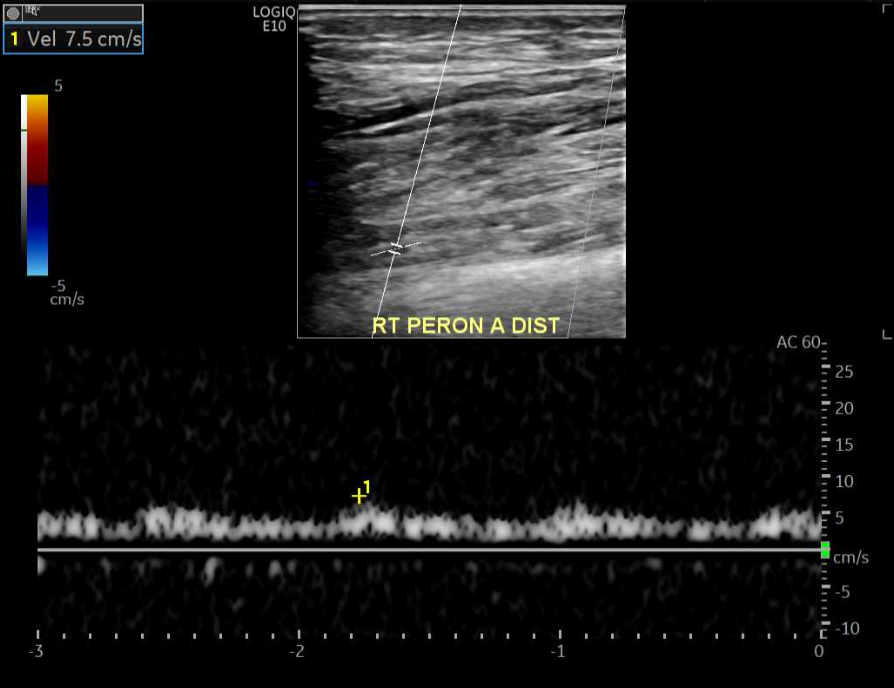 1 Vel 7.5 cm/s
LOGIQ
E10
5
-5
cm/s
RT PERON A DIST
AC 60
25
20
15
10
1
5
cm/s
-5
-10
-3 -2 -1 0